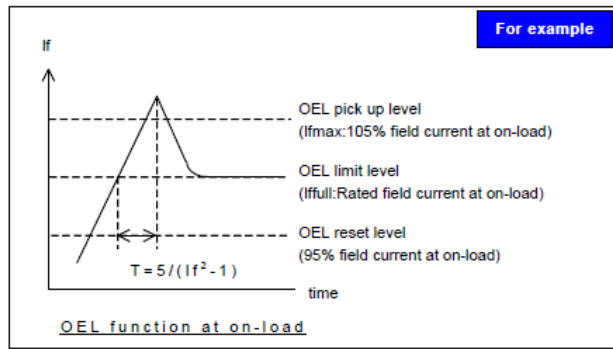 For example
If
OEL pick up level
(Ifmax:105% field current at on-load)
OEL limit level
(Iffull:Rated field current at on-load)
OEL reset level
(95% field current at on-load)
T=5/(If²-1)
time
OEL function at on-load